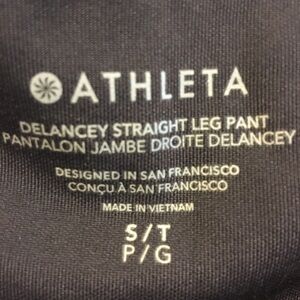 ATHLETA
DELANCEY STRAIGHT LEG PANT
PANTALON JAMBE DROITE DELANCEY
DESIGNED IN SAN FRANCISCO
CONÇU À SAN FRANCISCO
MADE IN VIETNAM
S/T
P/G